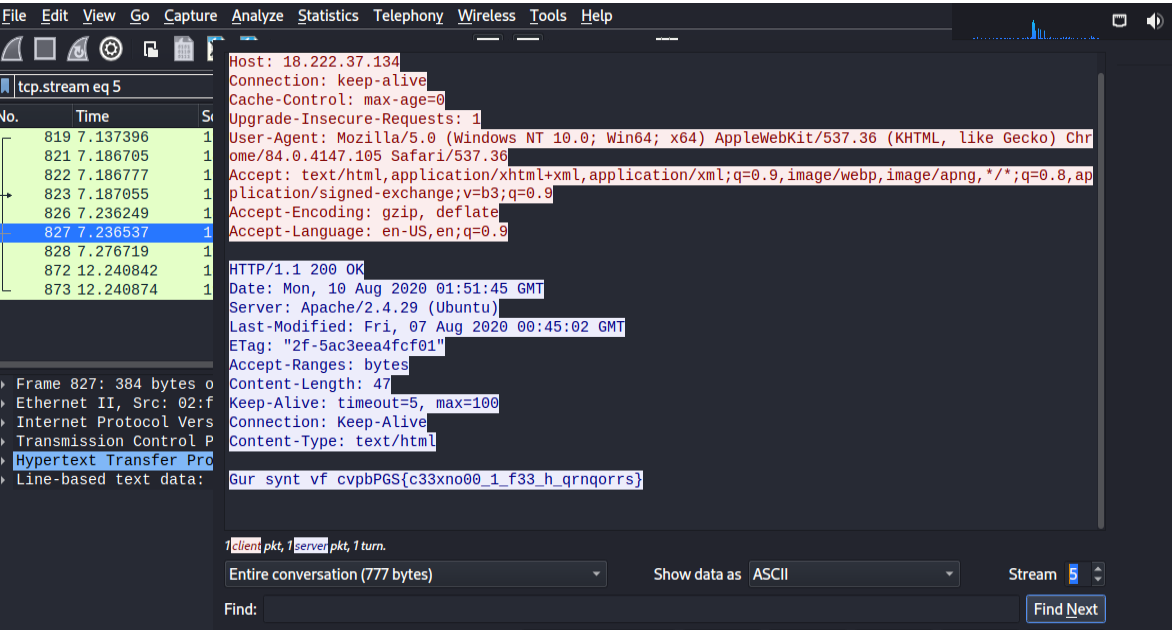 File Edit View Go Capture Analyze Statistics Telephony Wireless Tools Help
tcp.stream eq 5
No. Time
819 7.137396 1
821 7.186705 1
822 7.186777 1
823 7.187055 1
826 7.236249 1
827 7.236537 1
828 7.276719 1
872 12.240842 1
873 12.240874 1
Frame 827: 384 bytes o
Ethernet II, Src: 02:f
Internet Protocol Vers
Transmission Control P
Hypertext Transfer Pro
Line-based text data:
Host: 18.222.37.134
Connection: keep-alive
Cache-Control: max-age=0
Upgrade-Insecure-Requests: 1
User-Agent: Mozilla/5.0 (Windows NT 10.0; Win64; x64) AppleWebKit/537.36 (KHTML, like Gecko) Chr
ome/84.0.4147.105 Safari/537.36
Accept: text/html,application/xhtml+xml,application/xml;q=0.9,image/webp,image/apng,*/*;q=0.8,ap
plication/signed-exchange;v=b3;q=0.9
Accept-Encoding: gzip, deflate
Accept-Language: en-US,en;q=0.9
HTTP/1.1 200 OK
Date: Mon, 10 Aug 2020 01:51:45 GMT
Server: Apache/2.4.29 (Ubuntu)
Last-Modified: Fri, 07 Aug 2020 00:45:02 GMT
ETag: "2f-5ac3eea4fcf01"
Accept-Ranges: bytes
Content-Length: 47
Keep-Alive: timeout=5, max=100
Connection: Keep-Alive
Content-Type: text/html
Gur synt vf cvpbPGS{c33xno00_1_f33_h_qrnqorrs}
1 client pkt, 1 server pkt, 1 turn.
Entire conversation (777 bytes) Show data as ASCII Stream 5
Find: Find Next